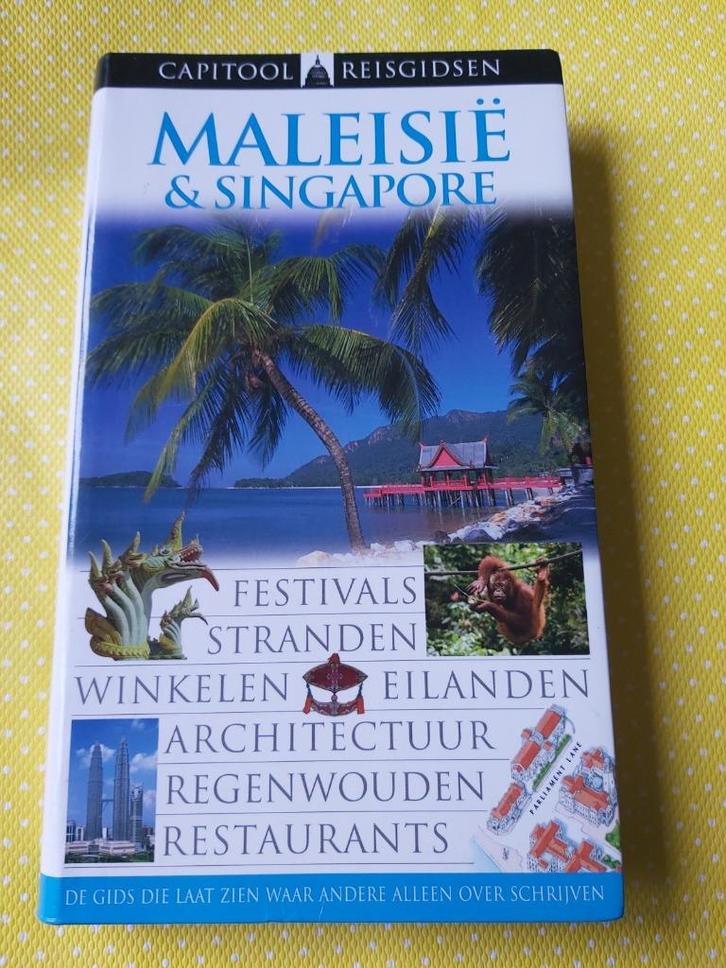 CAPITOOL REISGIDSEN
MALEISIË
& SINGAPORE
FESTIVALS
STRANDEN
WINKELEN EILANDEN
ARCHITECTUUR
REGENWOUDEN
RESTAURANTS
PARLIAMENT LANE
DE GIDS DIE LAAT ZIEN WAAR ANDERE ALLEEN OVER SCHRIJVEN